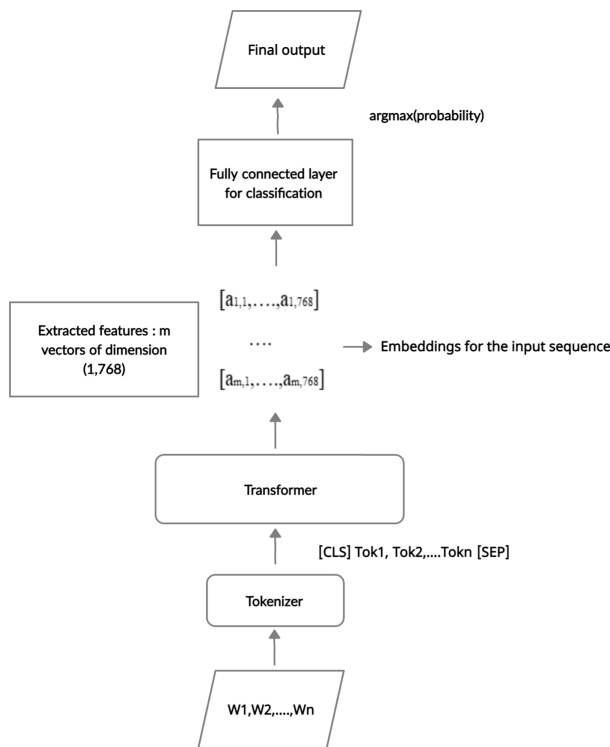 Final output
argmax(probability)
Fully connected layer
for classification
[a1,1,....,a1,768]
Extracted features : m
vectors of dimension
(1,768)
....
Embeddings for the input sequence
[am,1,....,am,768]
Transformer
[CLS] Tok1, Tok2,....Tokn [SEP]
Tokenizer
W1,W2,....,Wn